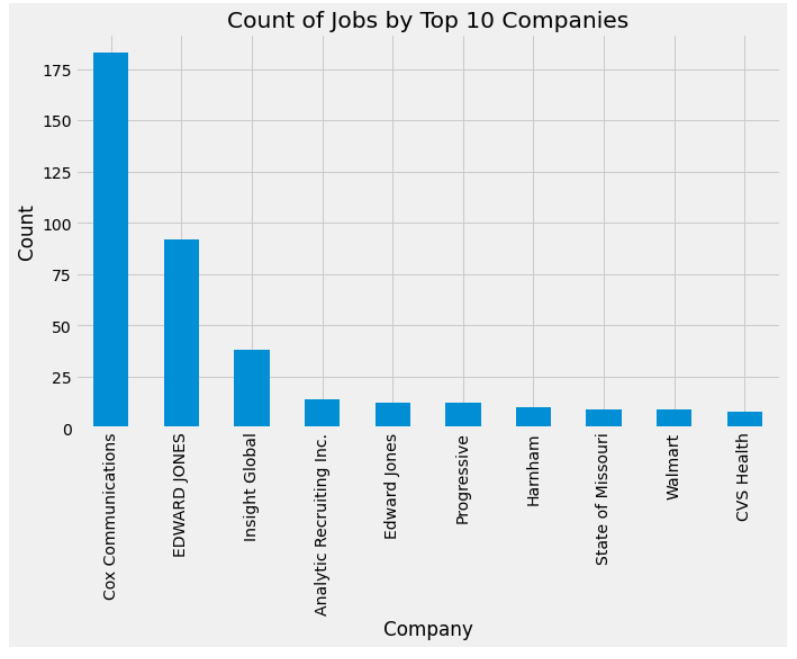 Count of Jobs by Top 10 Companies
Count
175
150
125
100
75
50
25
0
Cox Communications
EDWARD JONES
Insight Global
Analytic Recruiting Inc.
Edward Jones
Progressive
Harnham
State of Missouri
Walmart
CVS Health
Company